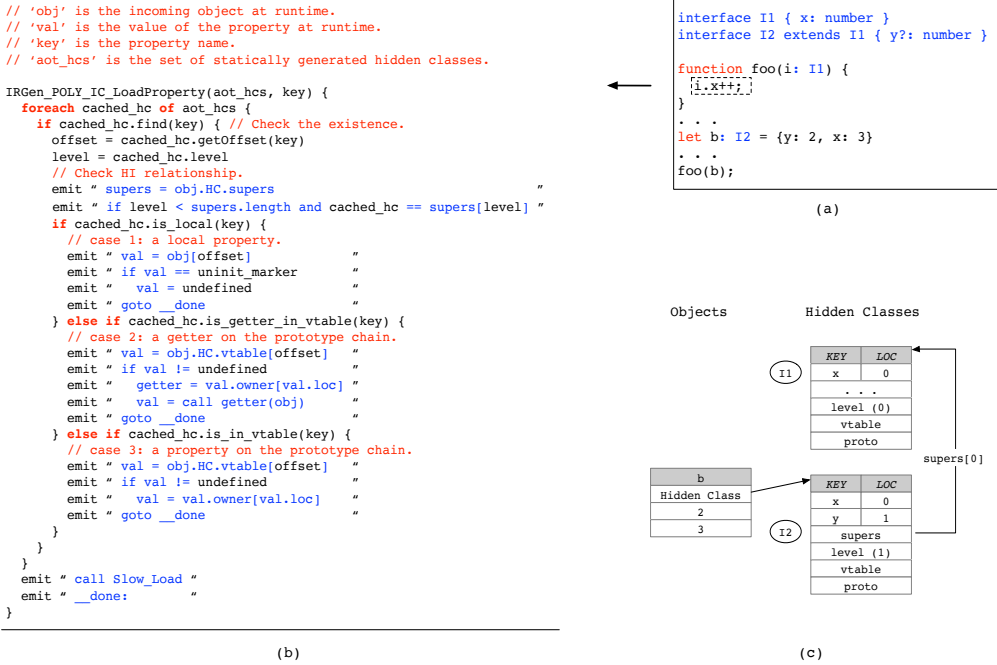 // 'obj' is the incoming object at runtime.
// 'val' is the value of the property at runtime.
// 'key' is the property name.
// 'aot_hcs' is the set of statically generated hidden classes.
IRGen_POLY_IC_LoadProperty(aot_hcs, key) {
foreach cached_hc of aot_hcs {
if cached_hc.find(key) { // Check the existence.
offset = cached_hc.getOffset(key)
level = cached_hc.level
// Check HI relationship.
emit “ supers = obj.HC.supers ”
emit “ if level < supers.length and cached_hc == supers[level] ”
if cached_hc.is_local(key) {
// case 1: a local property.
emit “ val = obj[offset] ”
emit “ if val == uninit_marker “
emit “ val = undefined “
emit “ goto __done “
} else if cached_hc.is_getter_in_vtable(key) {
// case 2: a getter on the prototype chain.
emit “ val = obj.HC.vtable[offset] “
emit “ if val != undefined “
emit “ getter = val.owner[val.loc] ”
emit “ val = call getter(obj) “
emit “ goto __done “
} else if cached_hc.is_in_vtable(key) {
// case 3: a property on the prototype chain.
emit “ val = obj.HC.vtable[offset] “
emit “ if val != undefined “
emit “ val = val.owner[val.loc] “
emit “ goto __done “
}
}
}
emit “ call Slow_Load “
emit “ __done: “
}
(b)
interface I1 { x: number }
interface I2 extends I1 { y?: number }
function foo(i: I1) {
i.x++;
}
. . .
let b: I2 = {y: 2, x: 3}
. . .
foo(b);
(a)
Objects Hidden Classes
KEY LOC
I1 x 0
. . .
level (0)
vtable
proto
supers[0]
b
Hidden Class
2
3
KEY LOC
x 0
y 1
I2 supers
level (1)
vtable
proto
(c)